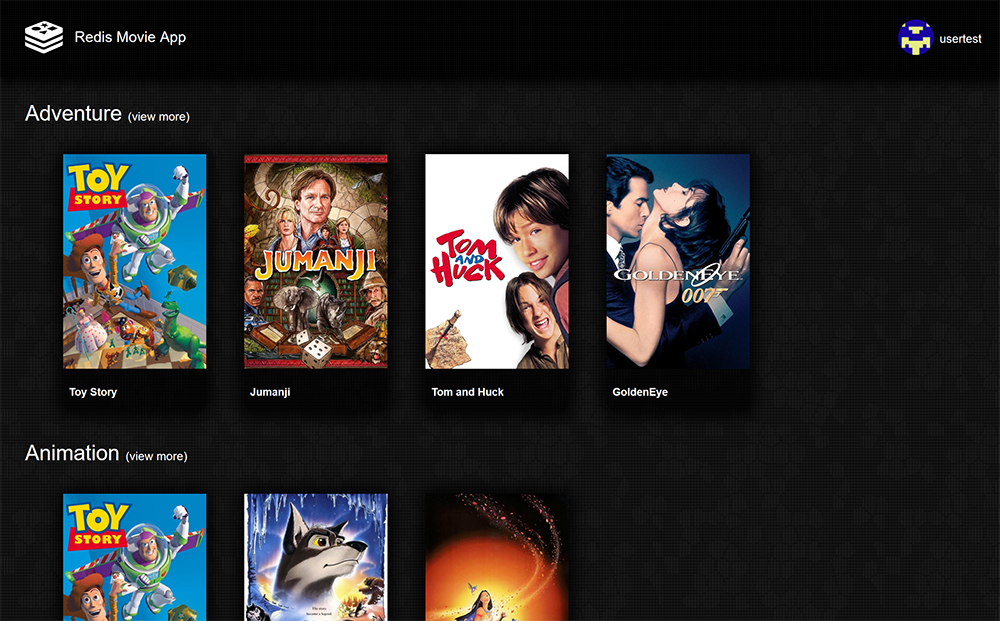 Redis Movie App
usertest
Adventure (view more)
TOY
STORY
JUMANJI
TOM
AND
HUCK
GOLDENEYE
007
Toy Story
Jumanji
Tom and Huck
GoldenEye
Animation (view more)
TOY
STORY